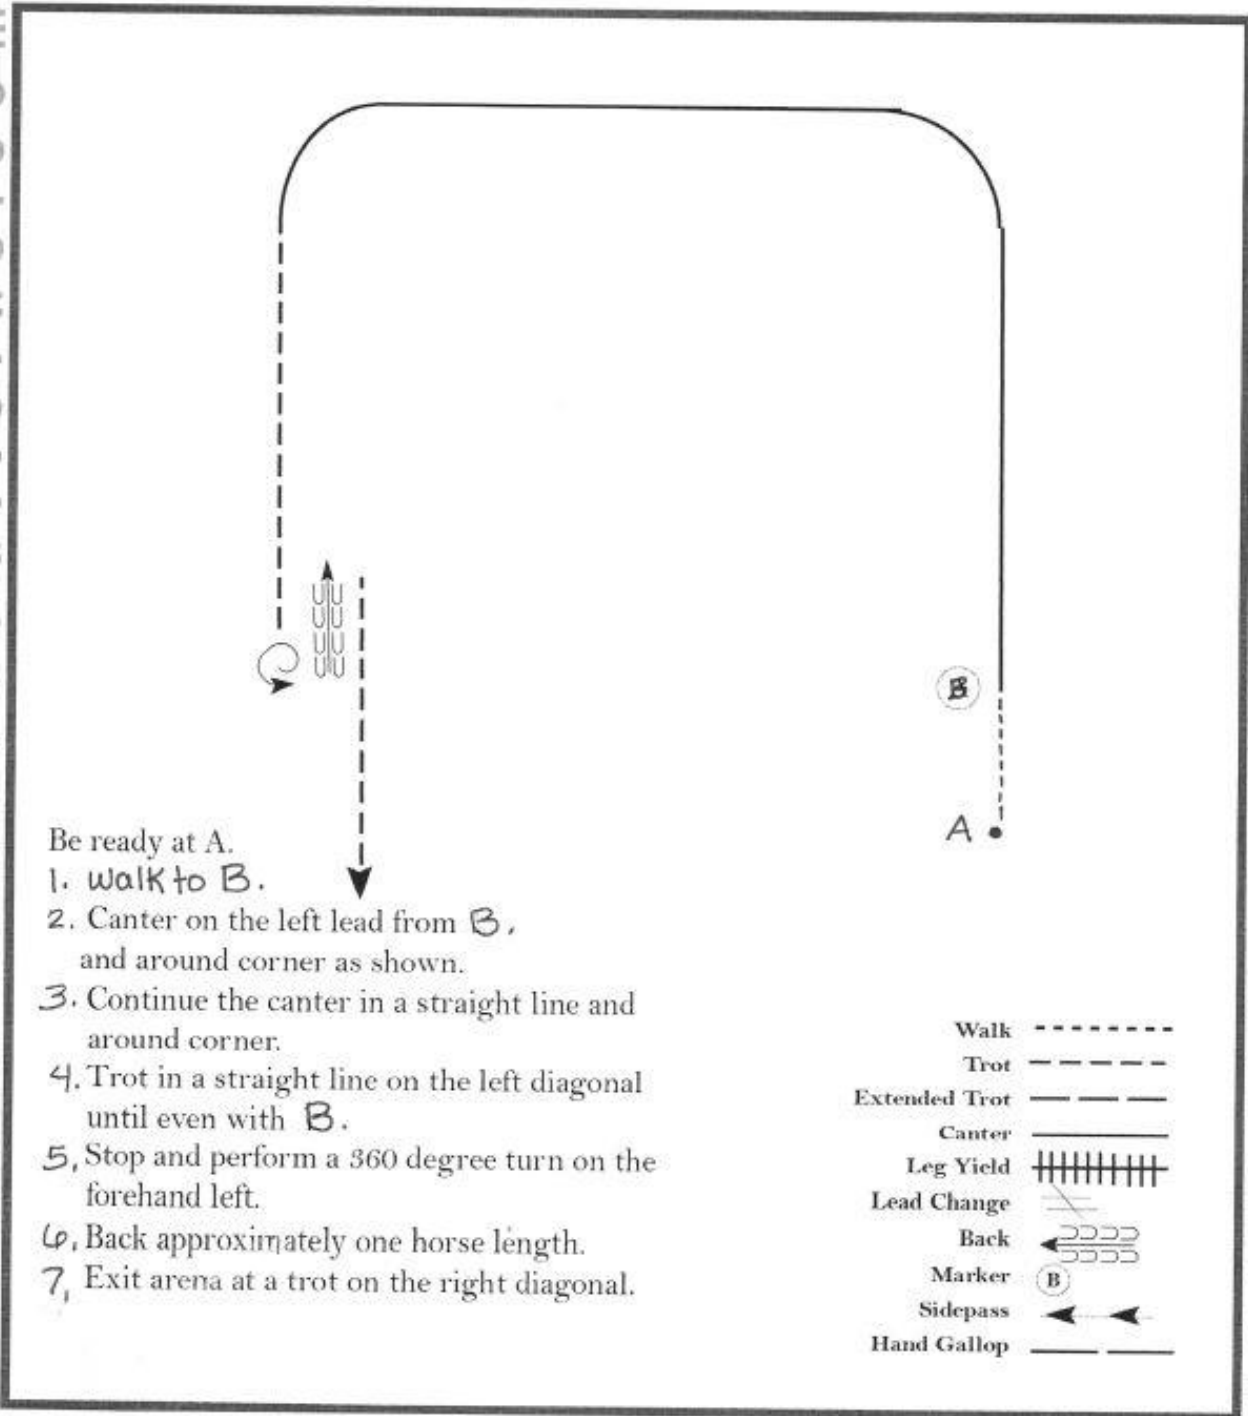 B
A
Be ready at A.
1. Walk to B.
2. Canter on the left lead from B,
and around corner as shown.
3. Continue the canter in a straight line and
around corner.
4. Trot in a straight line on the left diagonal
until even with B.
5, Stop and perform a 360 degree turn on the
forehand left.
6, Back approximately one horse length.
7, Exit arena at a trot on the right diagonal.
Walk
Trot
Extended Trot
Canter
Leg Yield
Lead Change
Back
Marker B
Sidepass
Hand Gallop